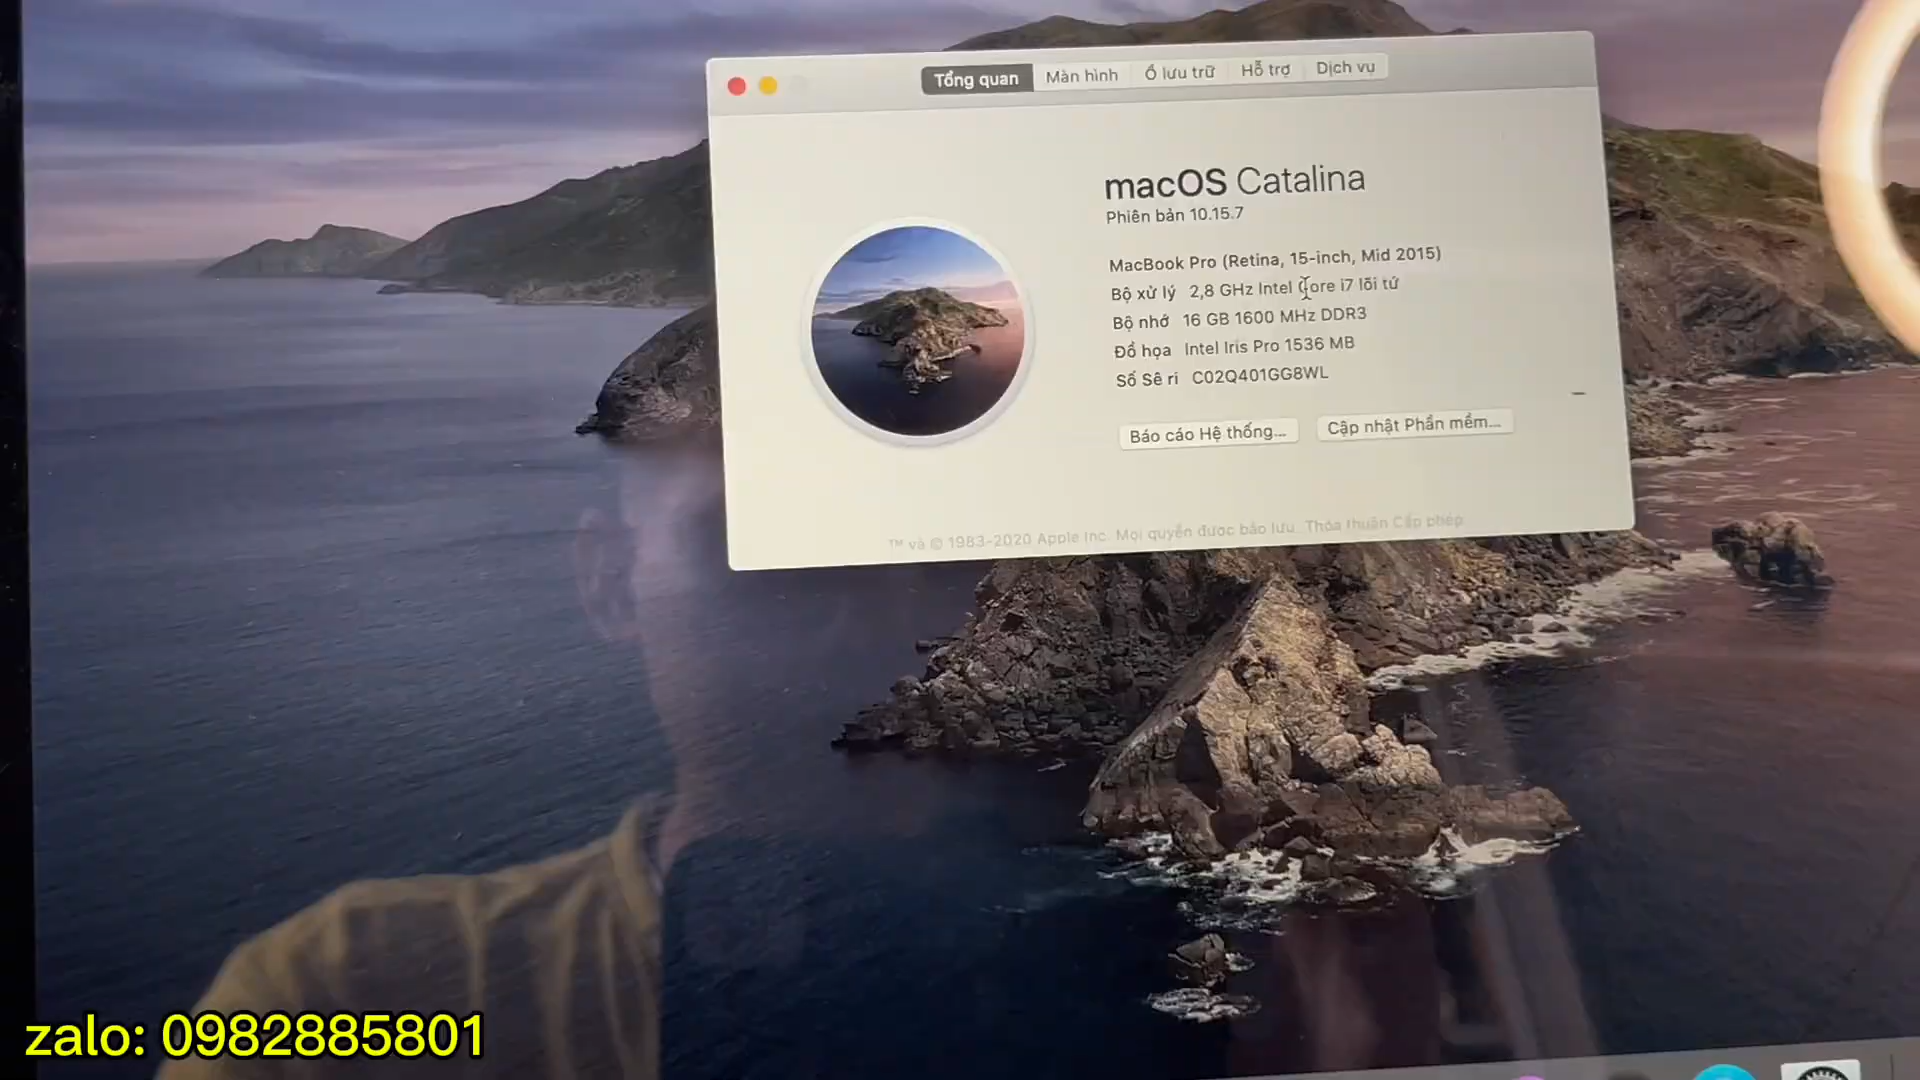 Tổng quan Màn hình Ổ lưu trữ Hỗ trợ Dịch vụ
macOS Catalina
Phiên bản 10.15.7
MacBook Pro (Retina, 15-inch, Mid 2015)
Bộ xử lý 2,8 GHz Intel Core i7 lõi tứ
Bộ nhớ 16 GB 1600 MHz DDR3
Đồ họa Intel Iris Pro 1536 MB
Số Sê ri C02Q401GG8WL
Báo cáo Hệ thống... Cập nhật Phần mềm...
™ và © 1983-2020 Apple Inc. Mọi quyền được bảo lưu. Thỏa thuận Cấp phép
zalo: 0982885801